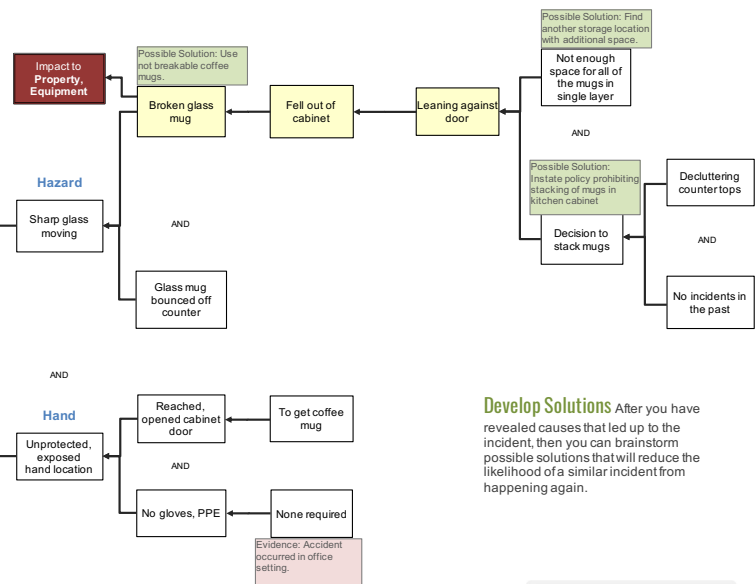 Possible Solution: Find
another storage location
with additional space.
Possible Solution: Use
not breakable coffee
mugs.
Impact to
Property,
Equipment
Not enough
space for all of
the mugs in
single layer
Broken glass
mug
Fell out of
cabinet
Leaning against
door
AND
Possible Solution:
Instate policy prohibiting
stacking of mugs in
kitchen cabinet
Decluttering
counter tops
Hazard
Sharp glass
moving
AND
Decision to
stack mugs
AND
Glass mug
bounced off
counter
No incidents in
the past
AND
Hand
Reached,
opened cabinet
door
To get coffee
mug
Unprotected,
exposed
hand location
AND
No gloves, PPE
None required
Evidence: Accident
occurred in office
setting.
Develop Solutions After you have
revealed causes that led up to the
incident, then you can brainstorm
possible solutions that will reduce the
likelihood of a similar incident from
happening again.